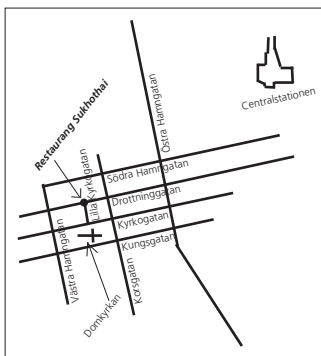 Restaurang Sukhothai
Lilla Kyrkogatan
Östra Hamngatan
Centralstationen
Södra Hamngatan
Drottninggatan
Kyrkogatan
Kungsgatan
Västra Hamngatan
Domkyrkan
Korsgatan